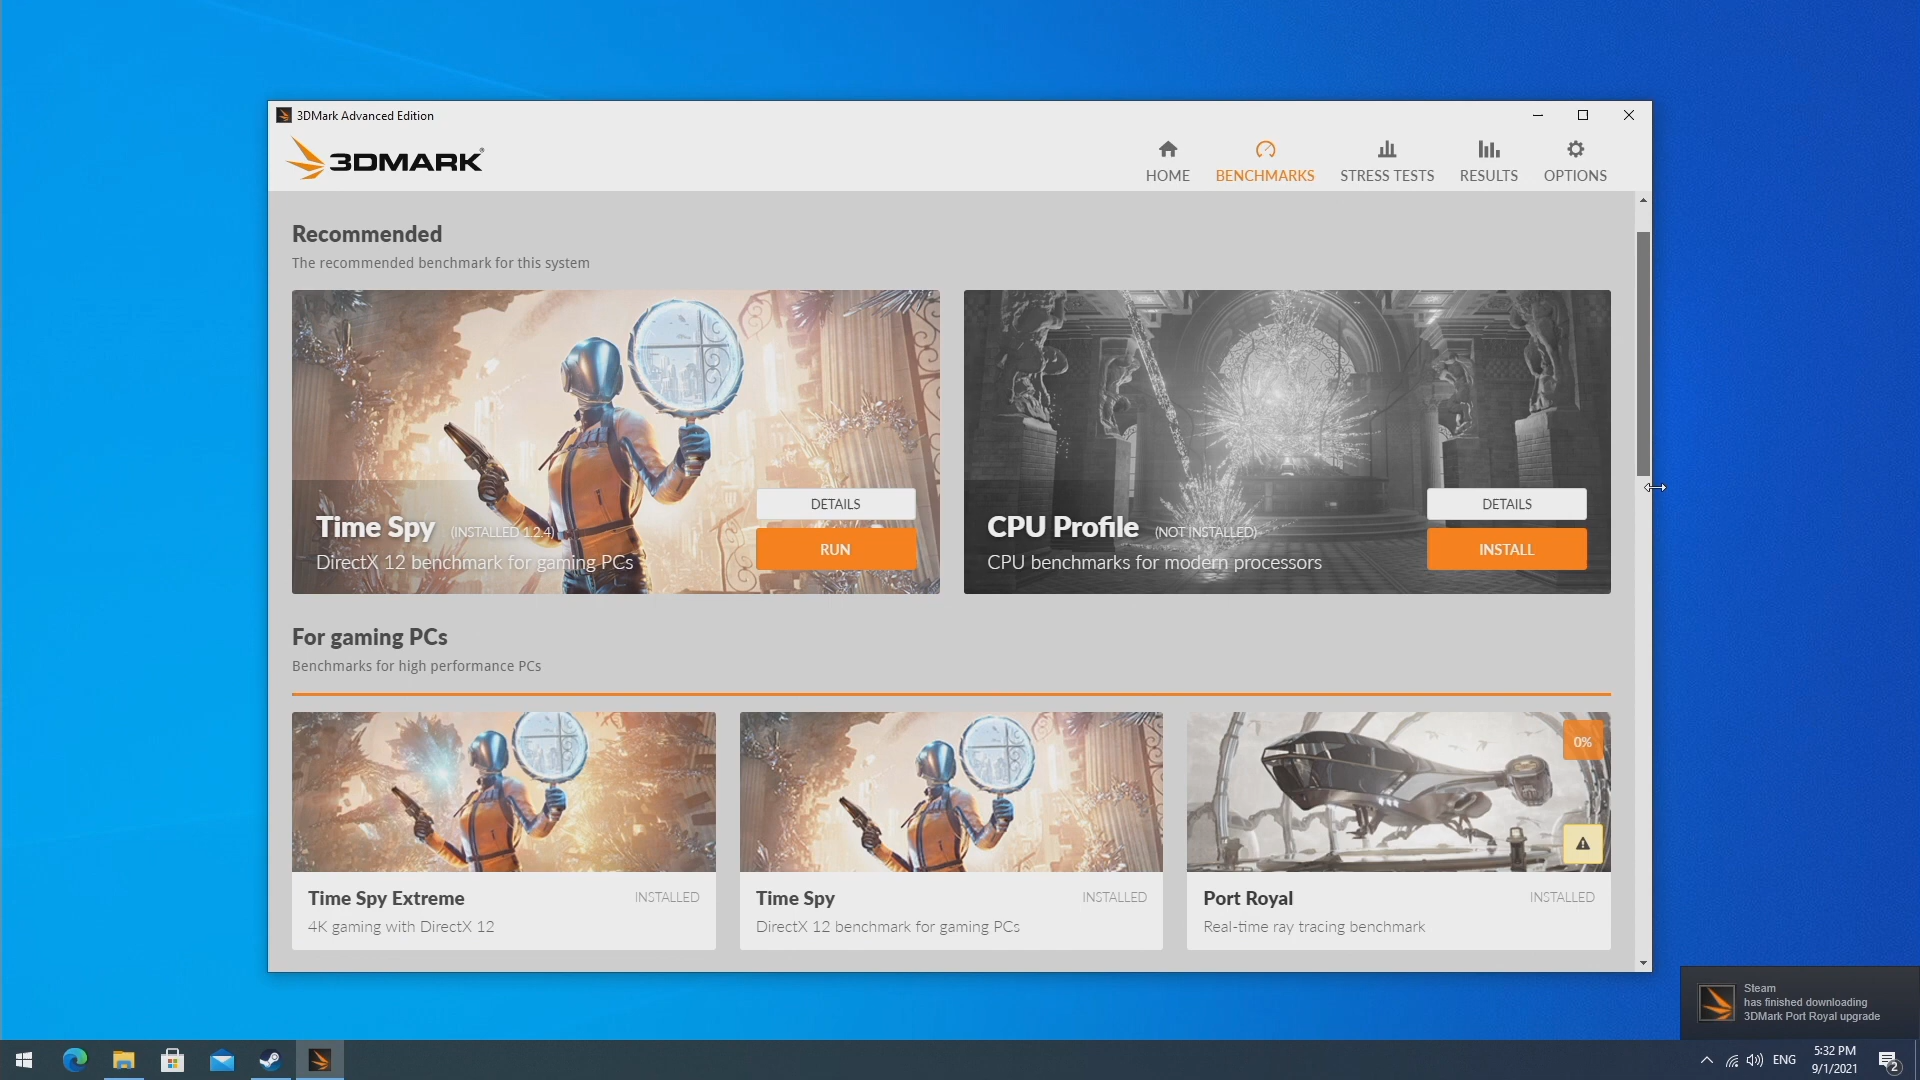 3DMark Advanced Edition
3DMARK
HOME
BENCHMARKS
STRESS TESTS
RESULTS
OPTIONS
Recommended
The recommended benchmark for this system
DETAILS
Time Spy (INSTALLED 1.2.4)
RUN
DirectX 12 benchmark for gaming PCs
DETAILS
CPU Profile (NOT INSTALLED)
INSTALL
CPU benchmarks for modern processors
For gaming PCs
Benchmarks for high performance PCs
0%
Time Spy Extreme INSTALLED
4K gaming with DirectX 12
Time Spy INSTALLED
DirectX 12 benchmark for gaming PCs
Port Royal INSTALLED
Real-time ray tracing benchmark
Steam
has finished downloading
3DMark Port Royal upgrade
ENG
5:32 PM
9/1/2021
2